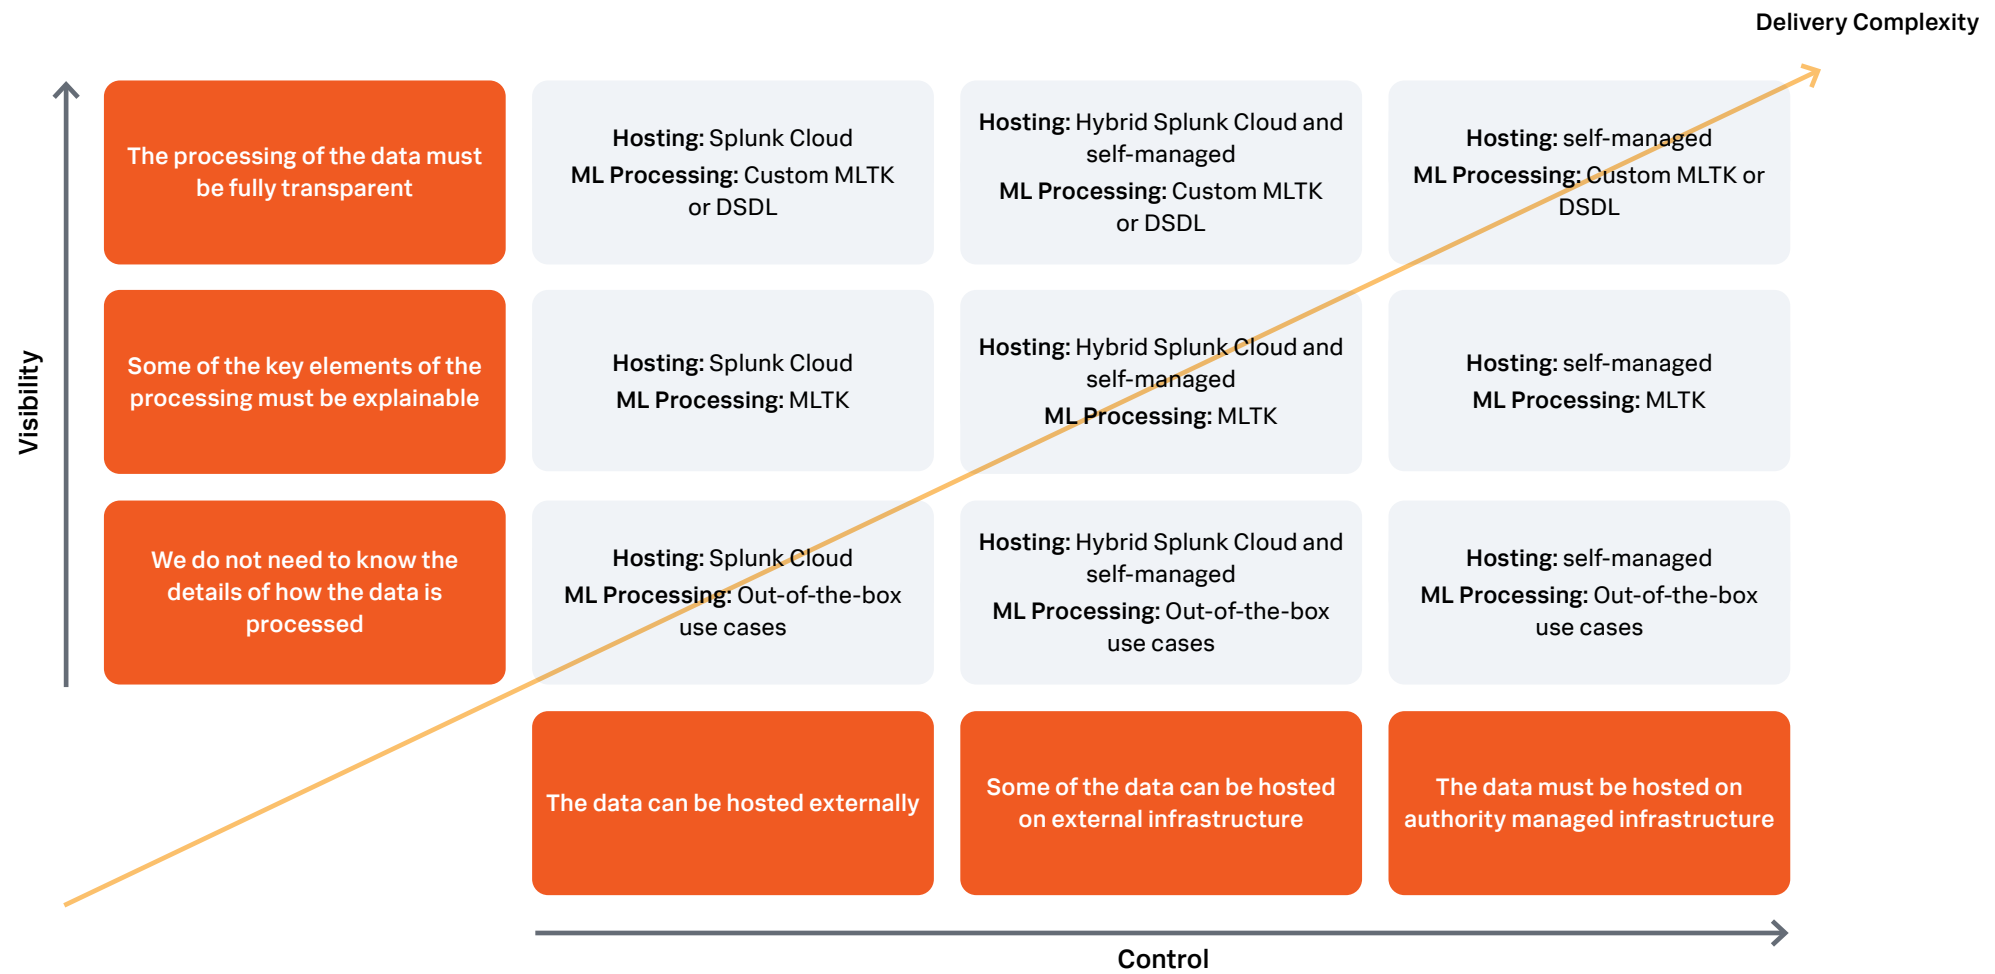 Delivery Complexity
Visibility
The processing of the data must
be fully transparent
Hosting: Splunk Cloud
ML Processing: Custom MLTK
or DSDL
Hosting: Hybrid Splunk Cloud and
self-managed
ML Processing: Custom MLTK
or DSDL
Hosting: self-managed
ML Processing: Custom MLTK or
DSDL
Some of the key elements of the
processing must be explainable
Hosting: Splunk Cloud
ML Processing: MLTK
Hosting: Hybrid Splunk Cloud and
self-managed
ML Processing: MLTK
Hosting: self-managed
ML Processing: MLTK
We do not need to know the
details of how the data is
processed
Hosting: Splunk Cloud
ML Processing: Out-of-the-box
use cases
Hosting: Hybrid Splunk Cloud and
self-managed
ML Processing: Out-of-the-box
use cases
Hosting: self-managed
ML Processing: Out-of-the-box
use cases
The data can be hosted externally
Some of the data can be hosted
on external infrastructure
The data must be hosted on
authority managed infrastructure
Control